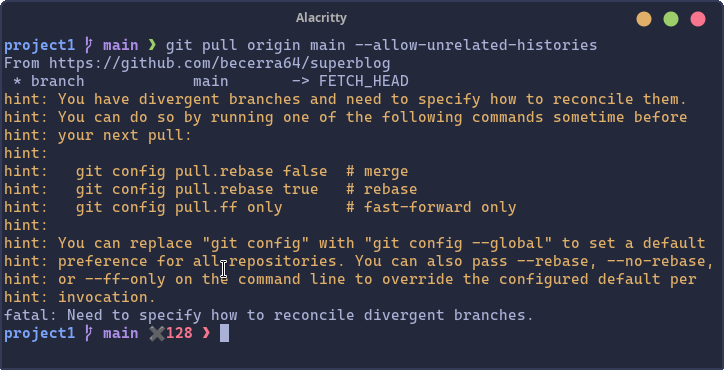 Alacritty
project1 main ❯ git pull origin main --allow-unrelated-histories
From https://github.com/becerra64/superblog
 * branch            main       -> FETCH_HEAD
hint: You have divergent branches and need to specify how to reconcile them.
hint: You can do so by running one of the following commands sometime before
hint: your next pull:
hint:
hint:   git config pull.rebase false  # merge
hint:   git config pull.rebase true   # rebase
hint:   git config pull.ff only       # fast-forward only
hint:
hint: You can replace "git config" with "git config --global" to set a default
hint: preference for all repositories. You can also pass --rebase, --no-rebase,
hint: or --ff-only on the command line to override the configured default per
hint: invocation.
fatal: Need to specify how to reconcile divergent branches.
project1 main ✖128 ❯